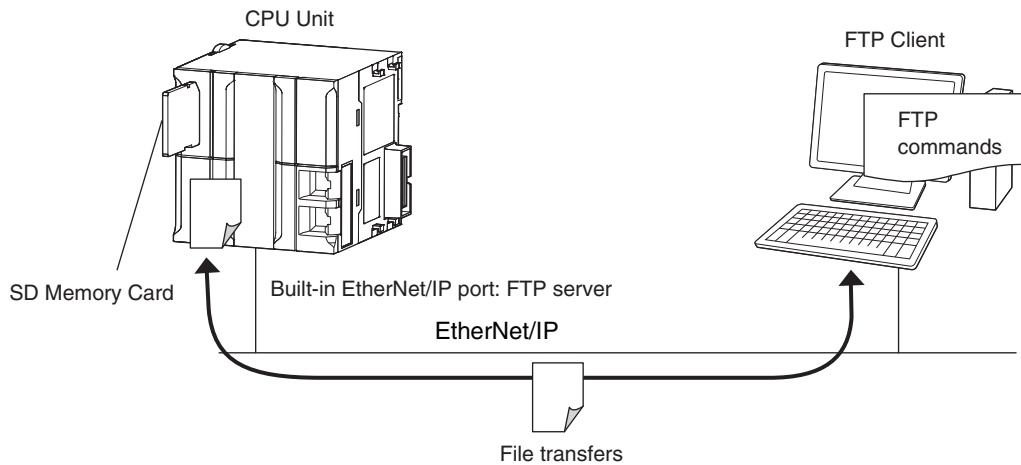 CPU Unit
FTP Client
FTP
commands
SD Memory Card
Built-in EtherNet/IP port: FTP server
EtherNet/IP
File transfers